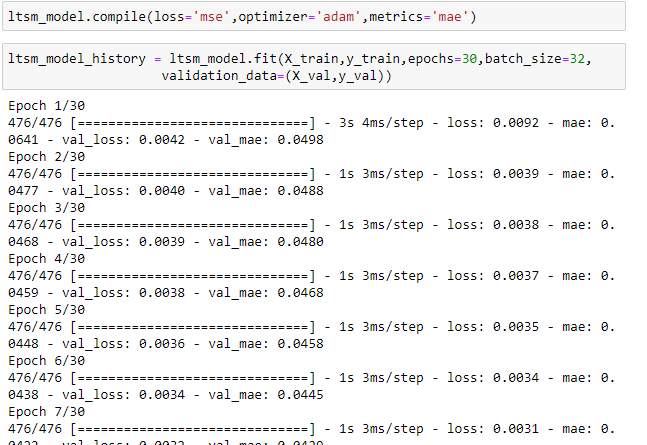 ltsm_model.compile(loss='mse',optimizer='adam',metrics='mae')
ltsm_model_history = ltsm_model.fit(X_train,y_train,epochs=30,batch_size=32,
validation_data=(X_val,y_val))
Epoch 1/30
476/476 [==============================] - 3s 4ms/step - loss: 0.0092 - mae: 0.
0641 - val_loss: 0.0042 - val_mae: 0.0498
Epoch 2/30
476/476 [==============================] - 1s 3ms/step - loss: 0.0039 - mae: 0.
0477 - val_loss: 0.0040 - val_mae: 0.0488
Epoch 3/30
476/476 [==============================] - 1s 3ms/step - loss: 0.0038 - mae: 0.
0468 - val_loss: 0.0039 - val_mae: 0.0480
Epoch 4/30
476/476 [==============================] - 1s 3ms/step - loss: 0.0037 - mae: 0.
0459 - val_loss: 0.0038 - val_mae: 0.0468
Epoch 5/30
476/476 [==============================] - 1s 3ms/step - loss: 0.0035 - mae: 0.
0448 - val_loss: 0.0036 - val_mae: 0.0458
Epoch 6/30
476/476 [==============================] - 1s 3ms/step - loss: 0.0034 - mae: 0.
0438 - val_loss: 0.0034 - val_mae: 0.0445
Epoch 7/30
476/476 [==============================] - 1s 3ms/step - loss: 0.0031 - mae: 0.